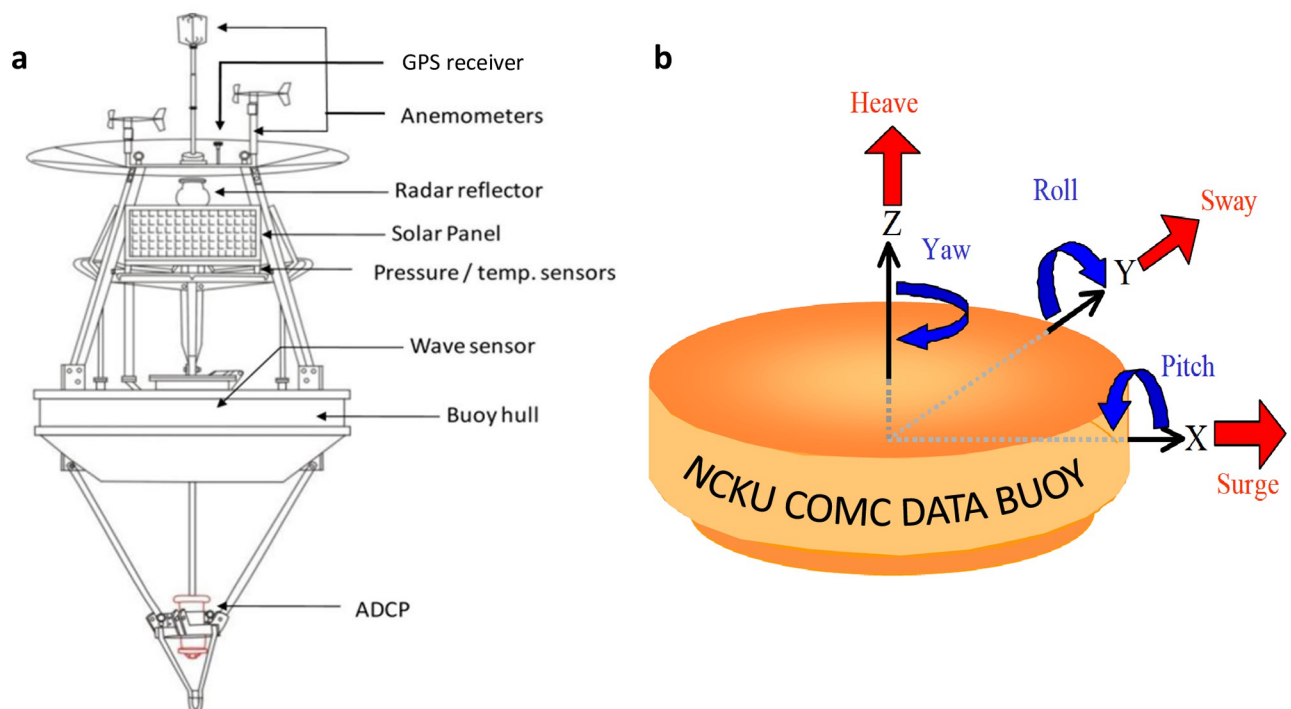 a
GPS receiver
Anemometers
Radar reflector
Solar Panel
Pressure / temp. sensors
Wave sensor
Buoy hull
ADCP
b
Heave
Roll
Sway
Z
Yaw
Y
Pitch
X
Surge
NCKU COMC DATA BUOY